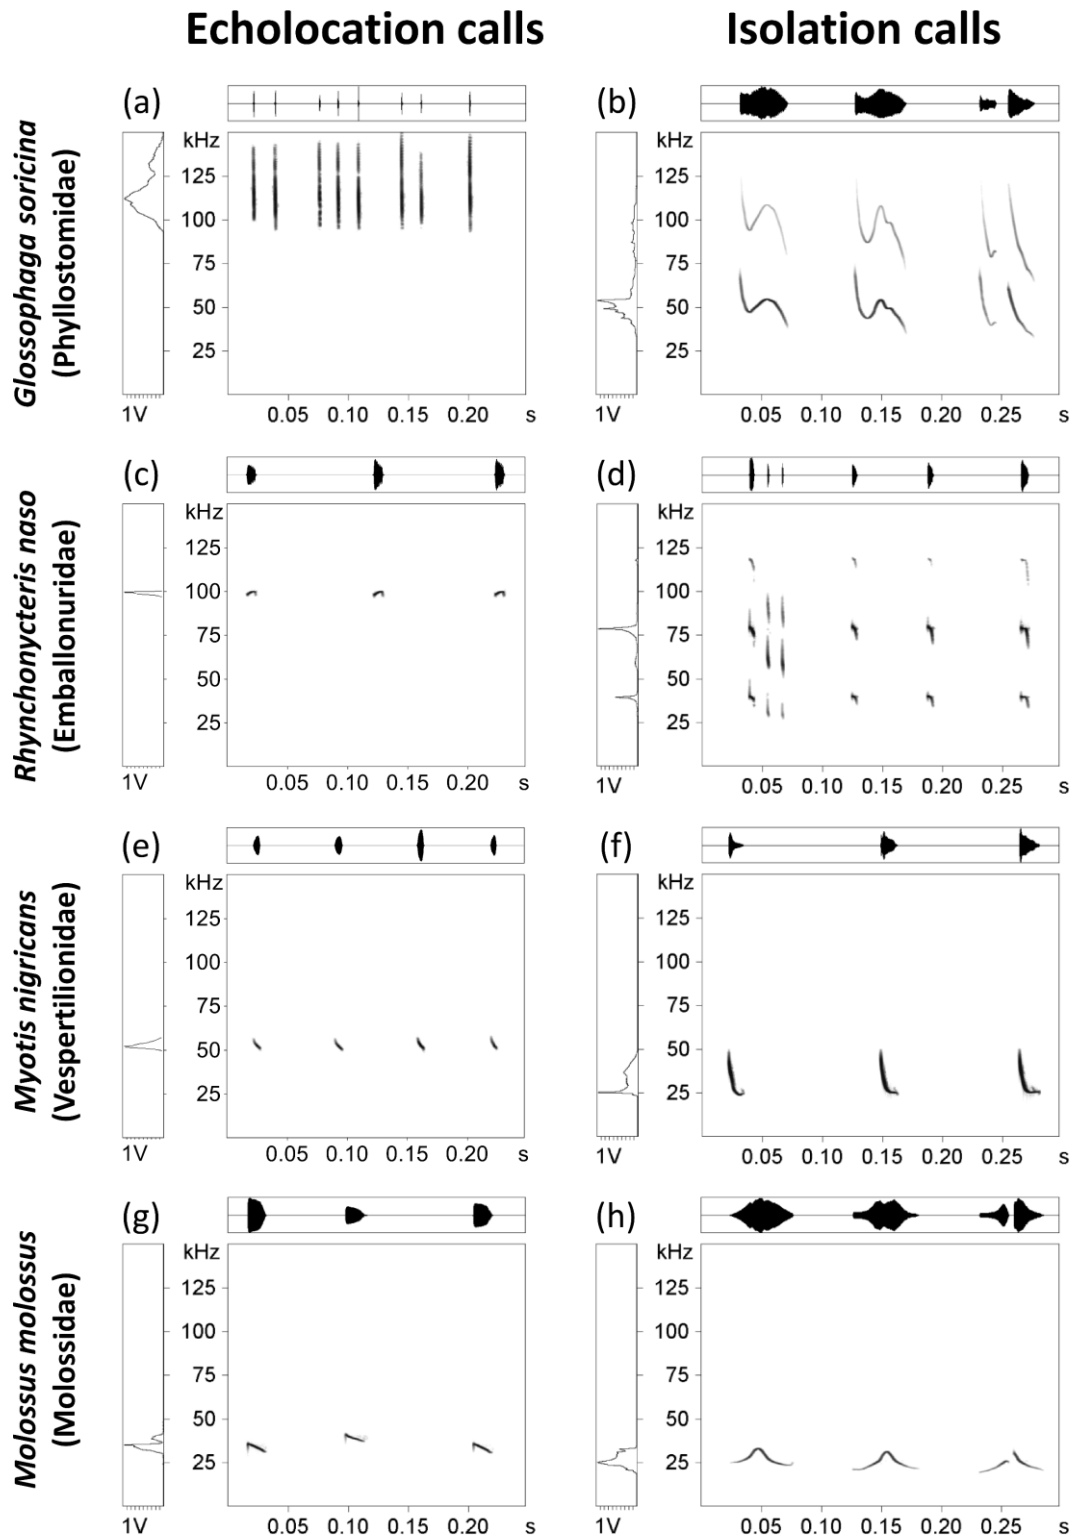 Echolocation calls
Isolation calls
Glossophaga soricina
(Phyllostomidae)
(a)
kHz
125
100
75
50
25
1V
0.05 0.10 0.15 0.20 s
(b)
kHz
125
100
75
50
25
1V
0.05 0.10 0.15 0.20 0.25 s
Rhynchonycteris naso
(Emballonuridae)
(c)
kHz
125
100
75
50
25
1V
0.05 0.10 0.15 0.20 s
(d)
kHz
125
100
75
50
25
1V
0.05 0.10 0.15 0.20 0.25 s
Myotis nigricans
(Vespertilionidae)
(e)
kHz
125
100
75
50
25
1V
0.05 0.10 0.15 0.20 s
(f)
kHz
125
100
75
50
25
1V
0.05 0.10 0.15 0.20 0.25 s
Molossus molossus
(Molossidae)
(g)
kHz
125
100
75
50
25
1V
0.05 0.10 0.15 0.20 s
(h)
kHz
125
100
75
50
25
1V
0.05 0.10 0.15 0.20 0.25 s